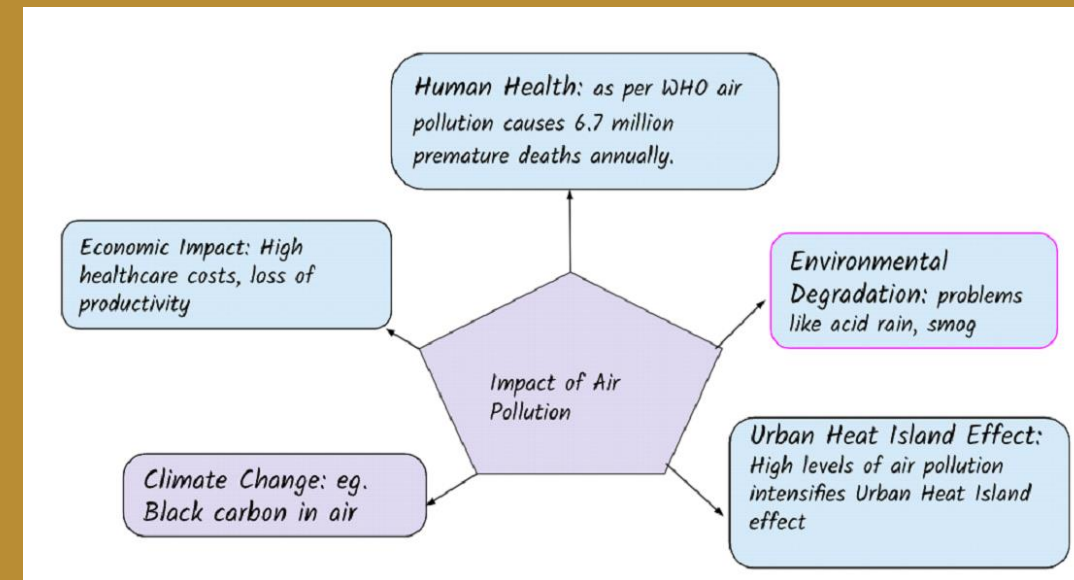 Human Health: as per WHO air
pollution causes 6.7 million
premature deaths annually.
Economic Impact: High
healthcare costs, loss of
productivity
Environmental
Degradation: problems
like acid rain, smog
Impact of Air
Pollution
Climate Change: eg.
Black carbon in air
Urban Heat Island Effect:
High levels of air pollution
intensifies Urban Heat Island
effect